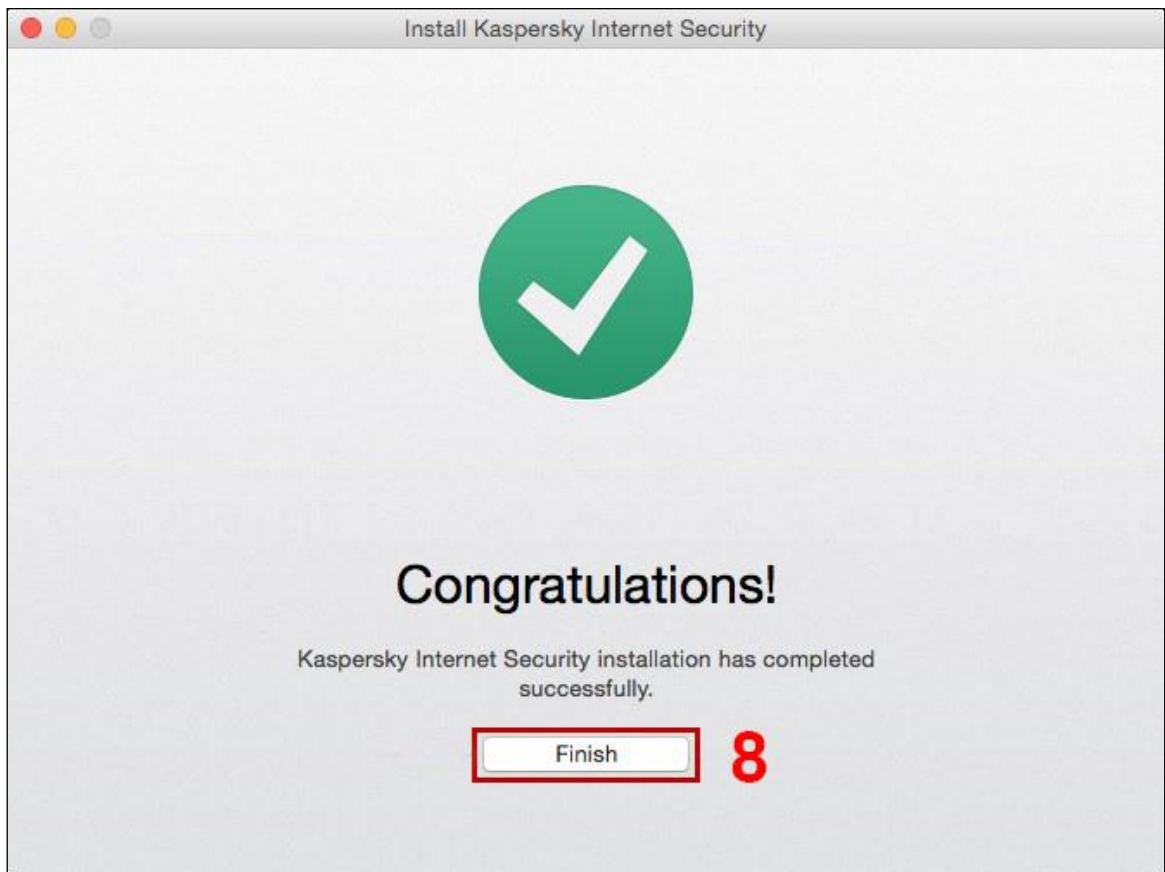 Install Kaspersky Internet Security
Congratulations!
Kaspersky Internet Security installation has completed
successfully.
Finish 8